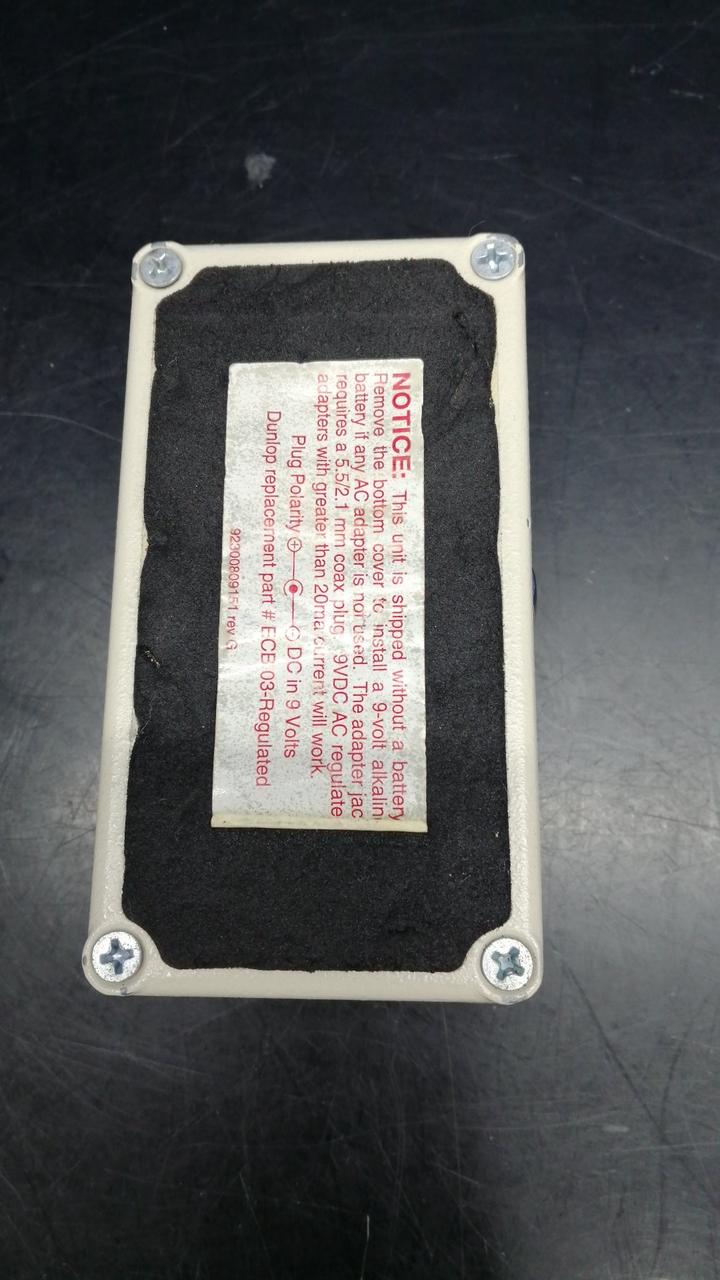 NOTICE: This unit is shipped without a battery
Remove the bottom cover to install a 9-volt alkalin
battery if any AC adapter is not used. The adapter jac
requires a 5.5/2.1 mm coax plug. 9VDC AC regulate
adapters with greater than 20ma current will work.
Plug Polarity + - DC in 9 Volts
Dunlop replacement part # ECB 03-Regulated
92300809151 rev G